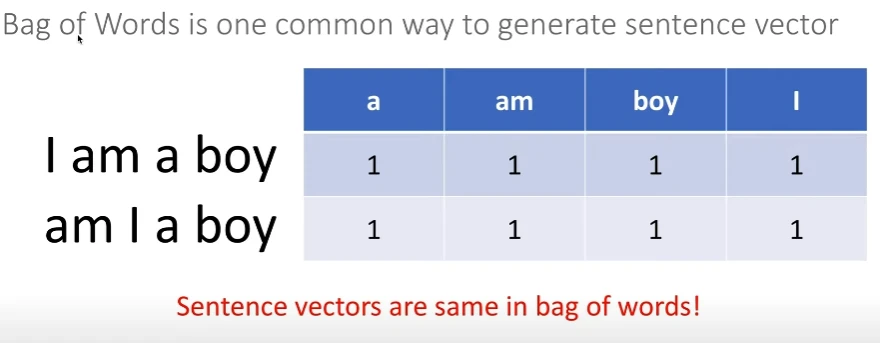 Bag of Words is one common way to generate sentence vector
a am boy I
I am a boy 1 1 1 1
am I a boy 1 1 1 1
Sentence vectors are same in bag of words!